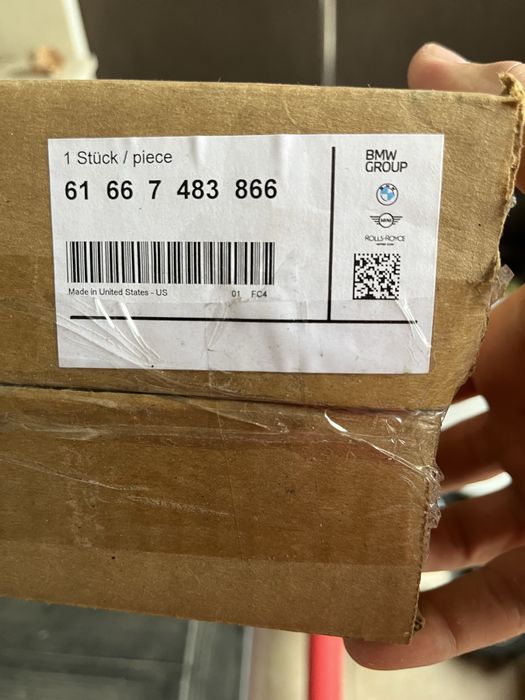 1 Stück / piece
61 66 7 483 866
Made in United States - US 01 FC4
BMW
GROUP
MINI
ROLLS-ROYCE